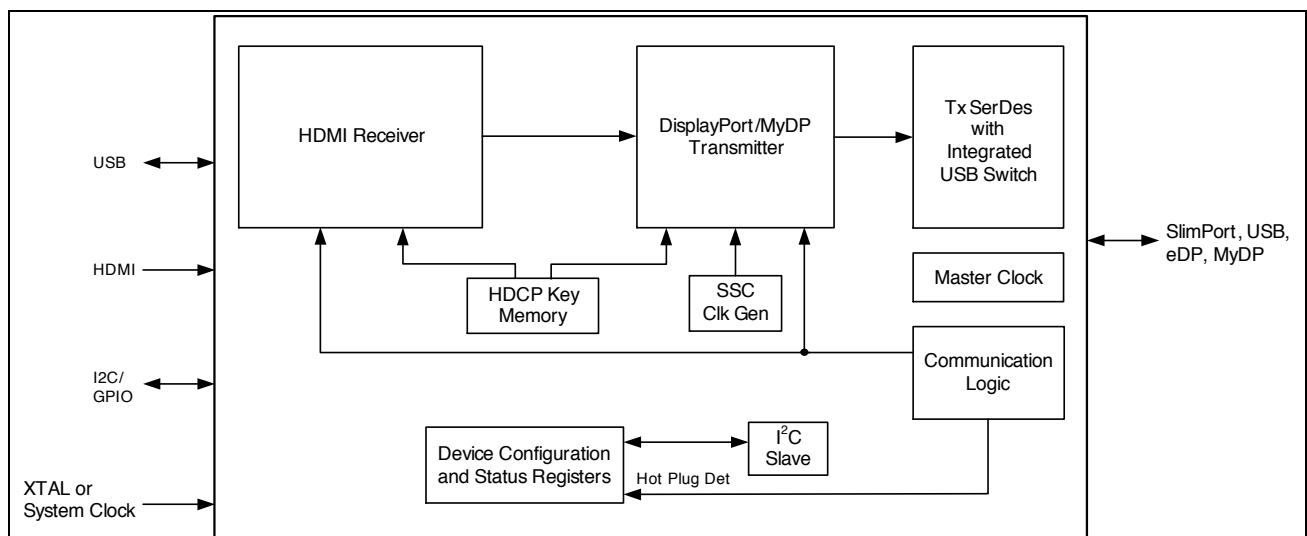 HDMI Receiver
DisplayPort/MyDP
Transmitter
Tx SerDes
with
Integrated
USB Switch
USB
HDMI
I2C/
GPIO
XTAL or
System Clock
HDCP Key
Memory
SSC
Clk Gen
Master Clock
Communication
Logic
Device Configuration
and Status Registers
I²C
Slave
Hot Plug Det
SlimPort, USB,
eDP, MyDP